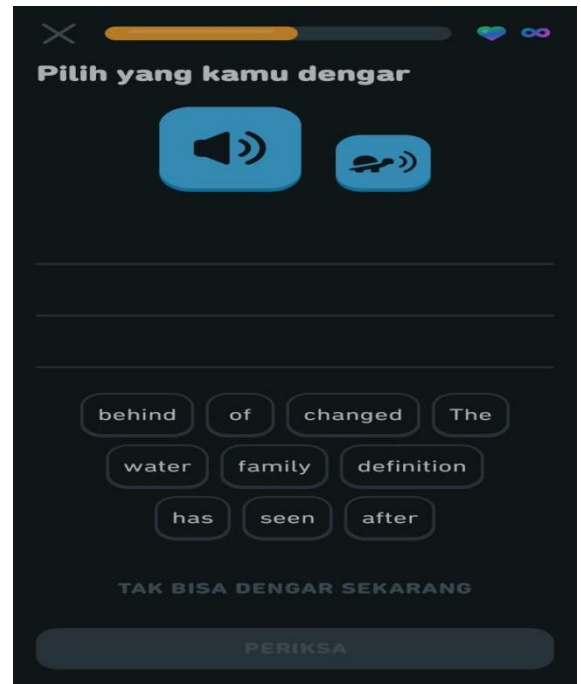 Pilih yang kamu dengar
behind of changed The
water family definition
has seen after
TAK BISA DENGAR SEKARANG
PERIKSA